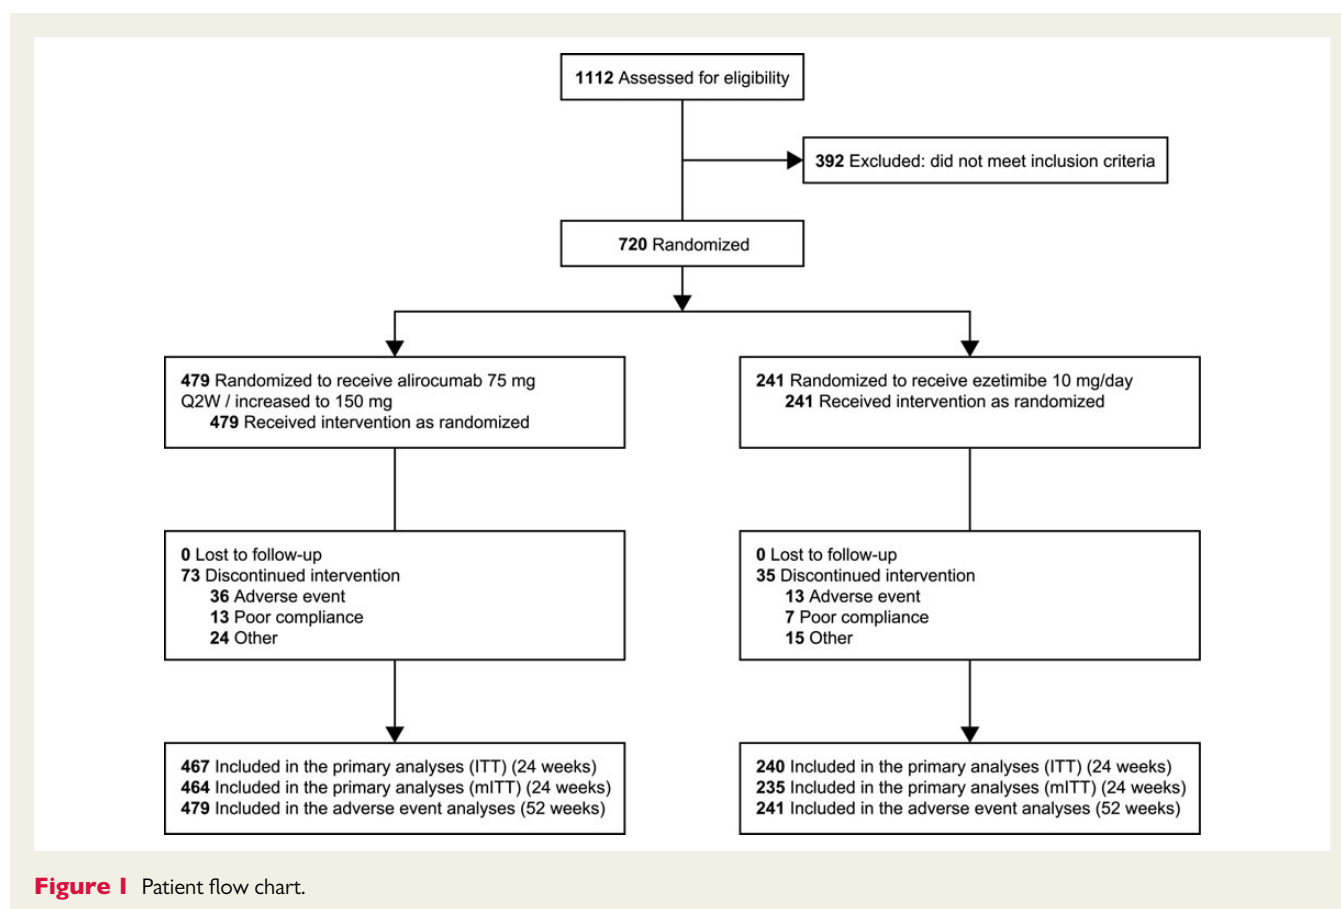 1112 Assessed for eligibility
392 Excluded: did not meet inclusion criteria
720 Randomized
479 Randomized to receive alirocumab 75 mg
Q2W / increased to 150 mg
479 Received intervention as randomized
241 Randomized to receive ezetimibe 10 mg/day
241 Received intervention as randomized
0 Lost to follow-up
73 Discontinued intervention
36 Adverse event
13 Poor compliance
24 Other
0 Lost to follow-up
35 Discontinued intervention
13 Adverse event
7 Poor compliance
15 Other
467 Included in the primary analyses (ITT) (24 weeks)
464 Included in the primary analyses (mITT) (24 weeks)
479 Included in the adverse event analyses (52 weeks)
240 Included in the primary analyses (ITT) (24 weeks)
235 Included in the primary analyses (mITT) (24 weeks)
241 Included in the adverse event analyses (52 weeks)
Figure 1 Patient flow chart.